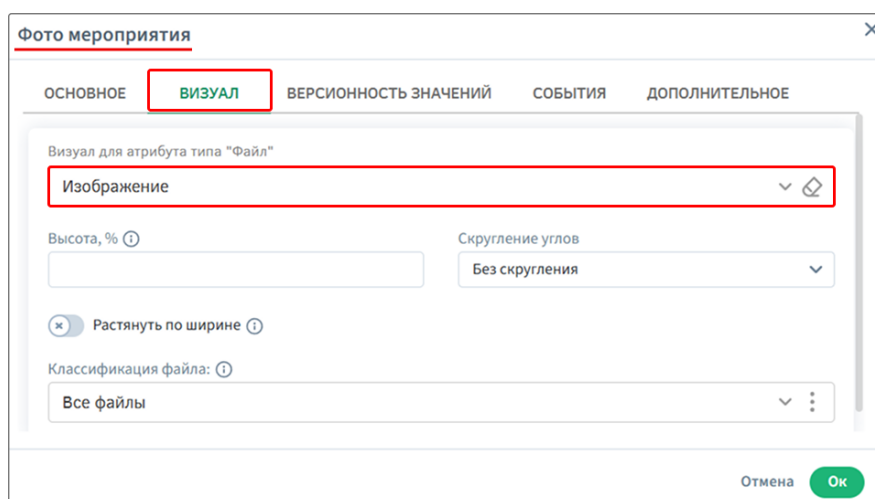 Фото мероприятия
ОСНОВНОЕ ВИЗУАЛ ВЕРСИОННОСТЬ ЗНАЧЕНИЙ СОБЫТИЯ ДОПОЛНИТЕЛЬНОЕ
Визуал для атрибута типа "Файл"
Изображение
Высота, % Скругление углов
Без скругления
Растянуть по ширине
Классификация файла:
Все файлы
Отмена Ок